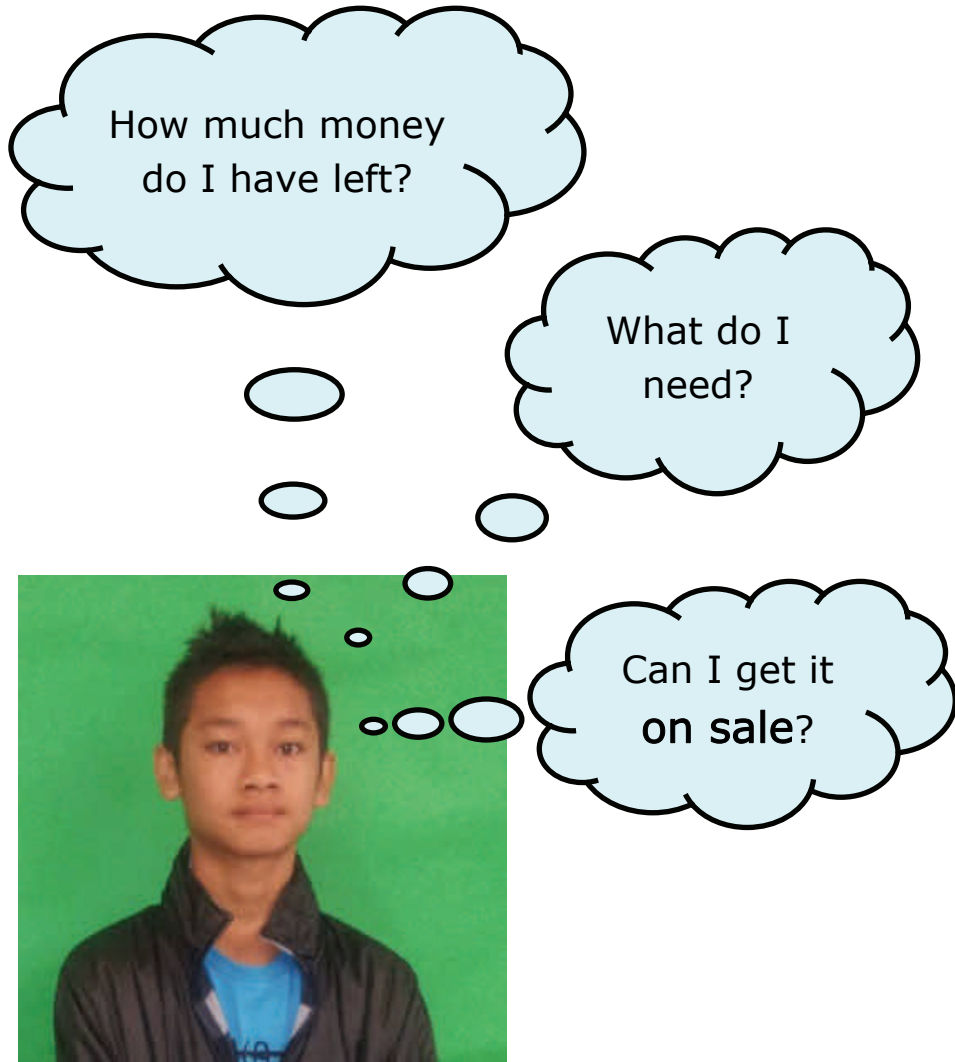 How much money
do I have left?
What do I
need?
Can I get it
on sale?